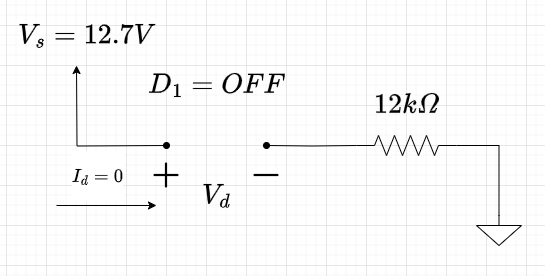 V_s = 12.7V
D_1 = OFF
12kΩ
I_d = 0
+ −
V_d